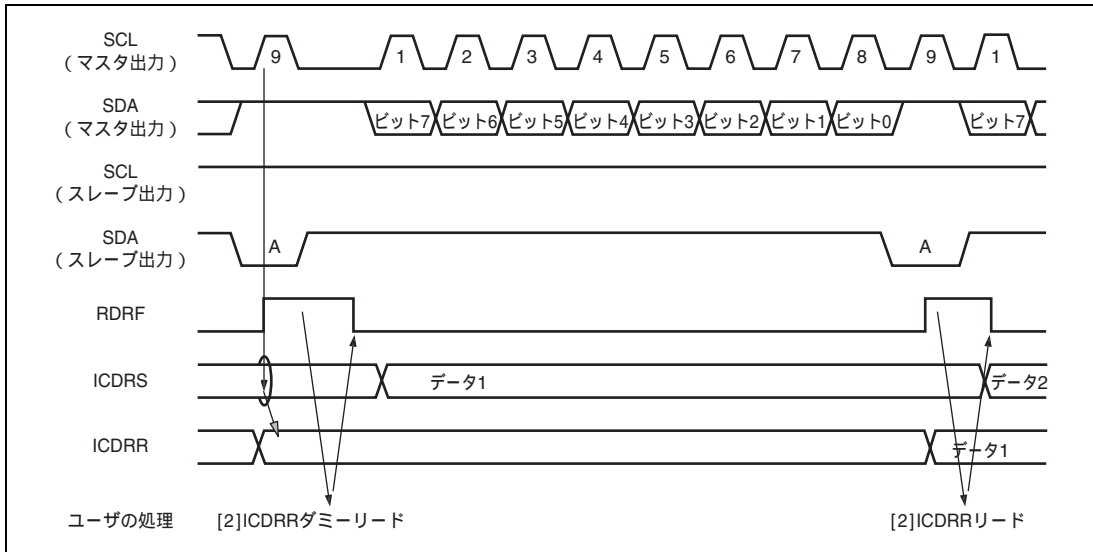 SCL
（マスタ出力）
9 1 2 3 4 5 6 7 8 9 1
SDA
（マスタ出力）
ビット7 ビット6 ビット5 ビット4 ビット3 ビット2 ビット1 ビット0 ビット7
SCL
（スレーブ出力）
SDA
（スレーブ出力）
A A
RDRF
ICDRS
データ1 データ2
ICDRR
データ1
ユーザの処理 [2]ICDRRダミーリード [2]ICDRRリード